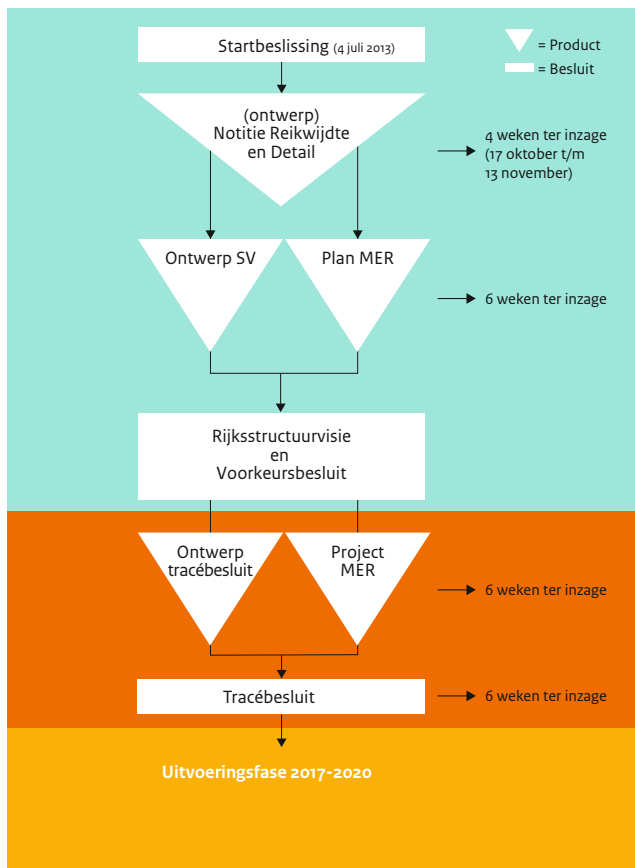 Startbeslissing (4 juli 2013)
= Product
= Besluit
(ontwerp)
Notitie Reikwijdte
en Detail
4 weken ter inzage
(17 oktober t/m
13 november)
Ontwerp SV
Plan MER
6 weken ter inzage
Rijksstructuurvisie
en
Voorkeursbesluit
Ontwerp
tracébesluit
Project
MER
6 weken ter inzage
Tracébesluit
6 weken ter inzage
Uitvoeringsfase 2017-2020